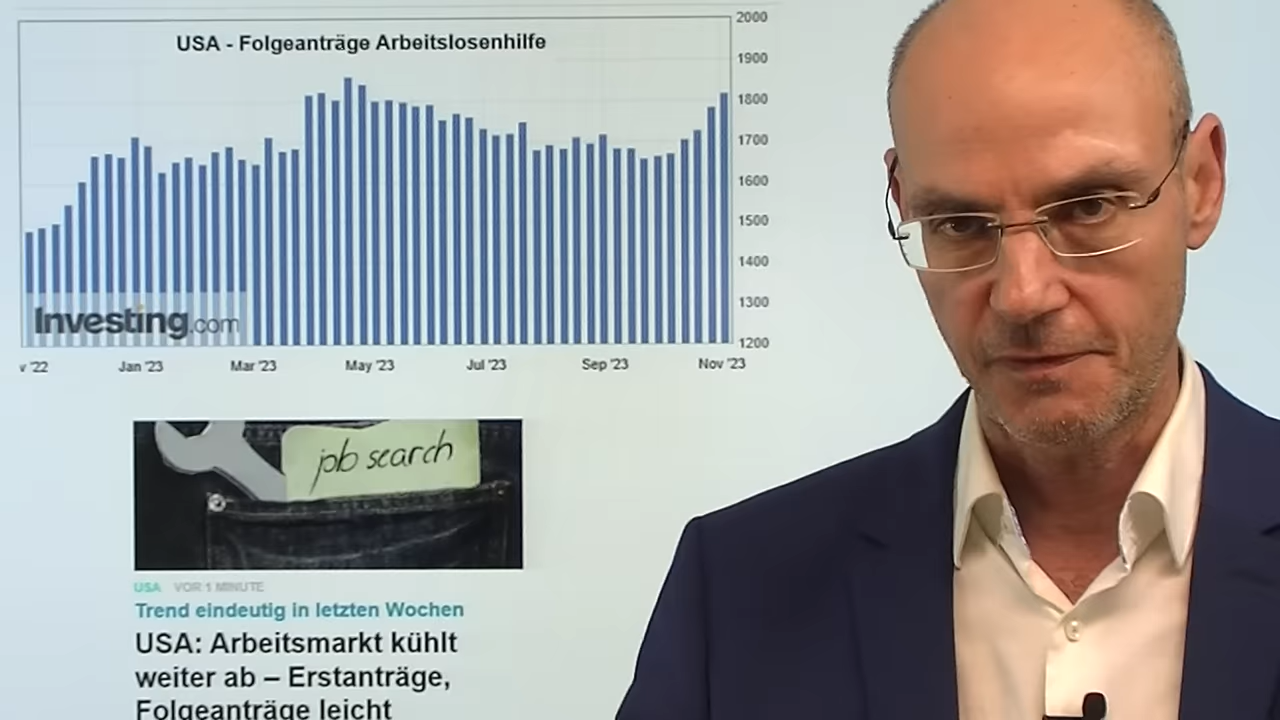 USA - Folgeanträge Arbeitslosenhilfe
2000
1900
1800
1700
1600
1500
1400
1300
1200
Investing.com
v '22 Jan '23 Mar '23 May '23 Jul '23 Sep '23 Nov '23
job search
USA VOR 1 MINUTE
Trend eindeutig in letzten Wochen
USA: Arbeitsmarkt kühlt
weiter ab – Erstanträge,
Folgeanträge leicht